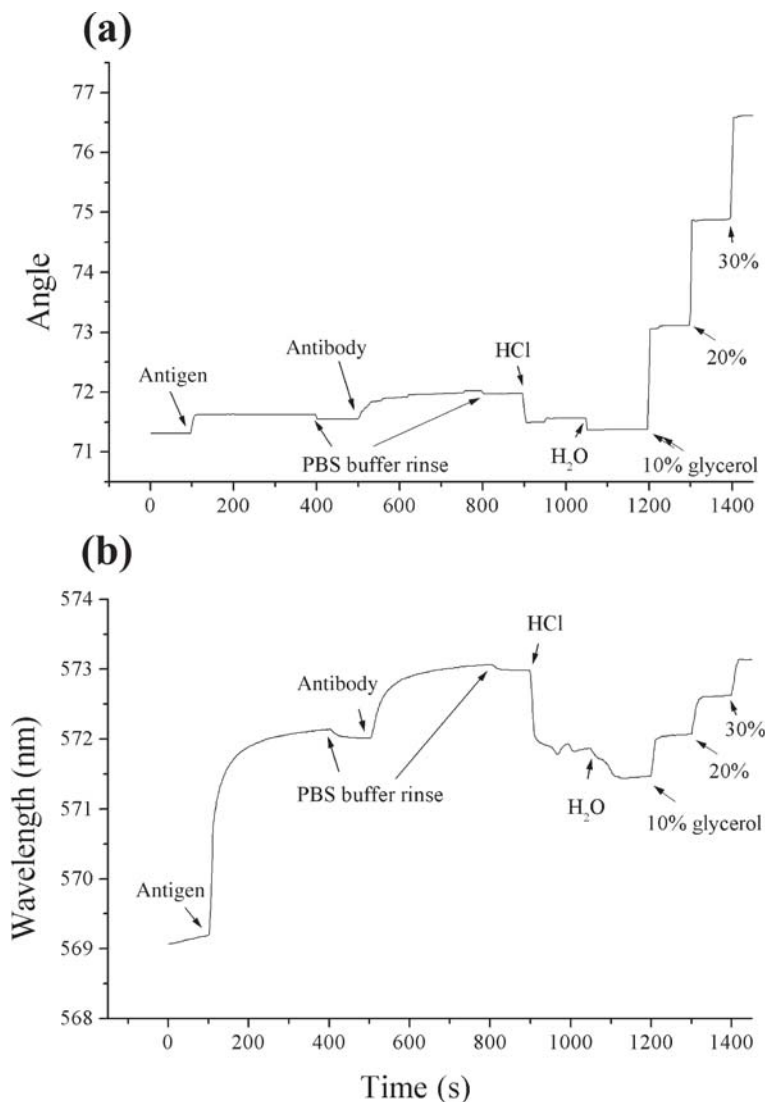 (a)
77
76
75
30%
74
Angle
73
20%
Antibody
HCl
Antigen
72
71
PBS buffer rinse
H₂O
10% glycerol
0 200 400 600 800 1000 1200 1400
(b)
574
HCl
573
Antibody
30%
572
20%
PBS buffer rinse
H₂O
10% glycerol
571
Wavelength (nm)
570
Antigen
569
568
0 200 400 600 800 1000 1200 1400
Time (s)